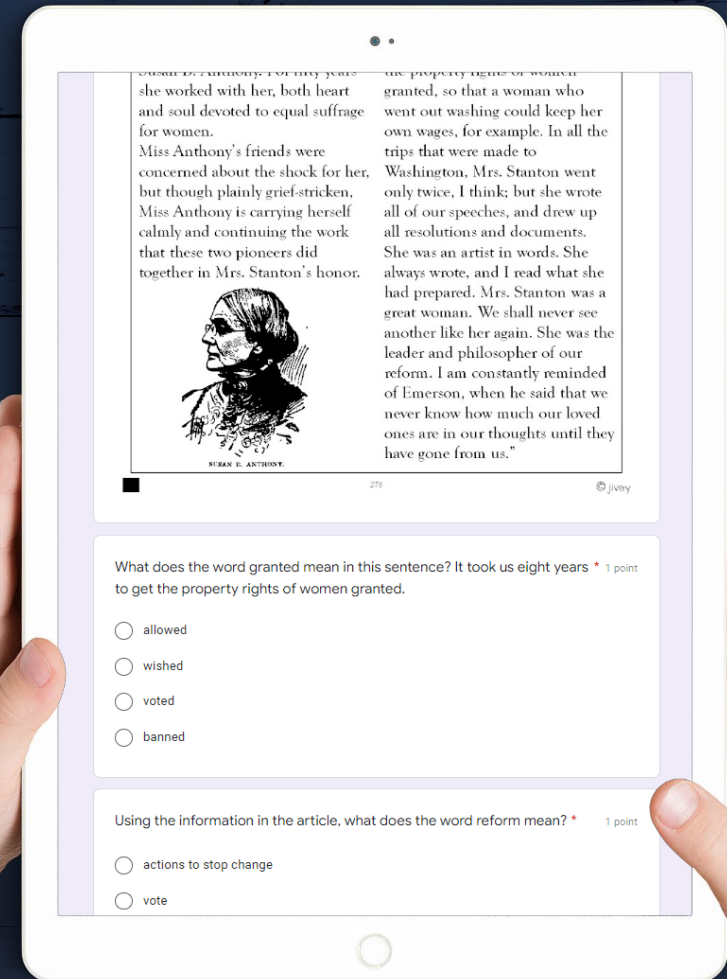 Susan B. Anthony. For fifty years
she worked with her, both heart
and soul devoted to equal suffrage
for women.
Miss Anthony's friends were
concerned about the shock for her,
but though plainly grief-stricken,
Miss Anthony is carrying herself
calmly and continuing the work
that these two pioneers did
together in Mrs. Stanton's honor.
SUSAN B. ANTHONY.
the property rights of women
granted, so that a woman who
went out washing could keep her
own wages, for example. In all the
trips that were made to
Washington, Mrs. Stanton went
only twice, I think; but she wrote
all of our speeches, and drew up
all resolutions and documents.
She was an artist in words. She
always wrote, and I read what she
had prepared. Mrs. Stanton was a
great woman. We shall never see
another like her again. She was the
leader and philosopher of our
reform. I am constantly reminded
of Emerson, when he said that we
never know how much our loved
ones are in our thoughts until they
have gone from us."
278
© jivey
What does the word granted mean in this sentence? It took us eight years * 1 point
to get the property rights of women granted.
allowed
wished
voted
banned
Using the information in the article, what does the word reform mean? * 1 point
actions to stop change
vote